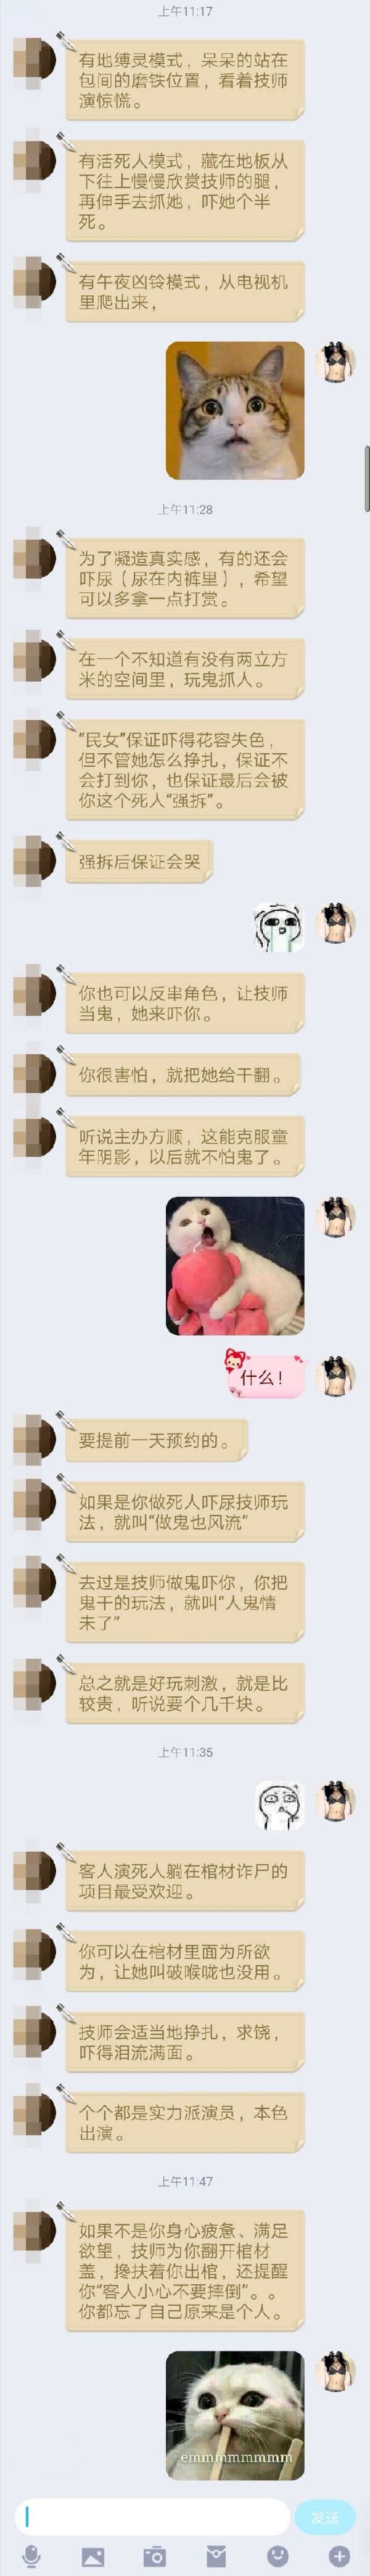 上午11:17
有地缚灵模式，呆呆的站在
包间的磨铁位置，看着技师
演惊慌。
有活死人模式，藏在地板从
下往上慢慢欣赏技师的腿，
再伸手去抓她，吓她个半
死。
有午夜凶铃模式，从电视机
里爬出来，
上午11:28
为了凝造真实感，有的还会
吓尿（尿在内裤里），希望
可以多拿一点打赏。
在一个不知道有没有两立方
米的空间里，玩鬼抓人。
“民女”保证吓得花容失色，
但不管她怎么挣扎，保证不
会打到你，也保证最后会被
你这个死人“强拆”。
强拆后保证会哭
你也可以反串角色，让技师
当鬼，她来吓你。
你很害怕，就把她给干翻。
听说主办方顺，这能克服童
年阴影，以后就不怕鬼了。
什么！
要提前一天预约的。
如果是你做死人吓尿技师玩
法，就叫“做鬼也风流”
去过是技师做鬼吓你，你把
鬼干的玩法，就叫“人鬼情
未了”
总之就是好玩刺激，就是比
较贵，听说要个几千块。
上午11:35
客人演死人躺在棺材诈尸的
项目最受欢迎。
你可以在棺材里面为所欲
为，让她叫破喉咙也没用。
技师会适当地挣扎，求饶，
吓得泪流满面。
个个都是实力派演员，本色
出演。
上午11:47
如果不是你身心疲惫、满足
欲望，技师为你翻开棺材
盖，搀扶着你出棺，还提醒
你“客人小心不要摔倒”。。
你都忘了自己原来是个人。
emmmmmmmm
发送